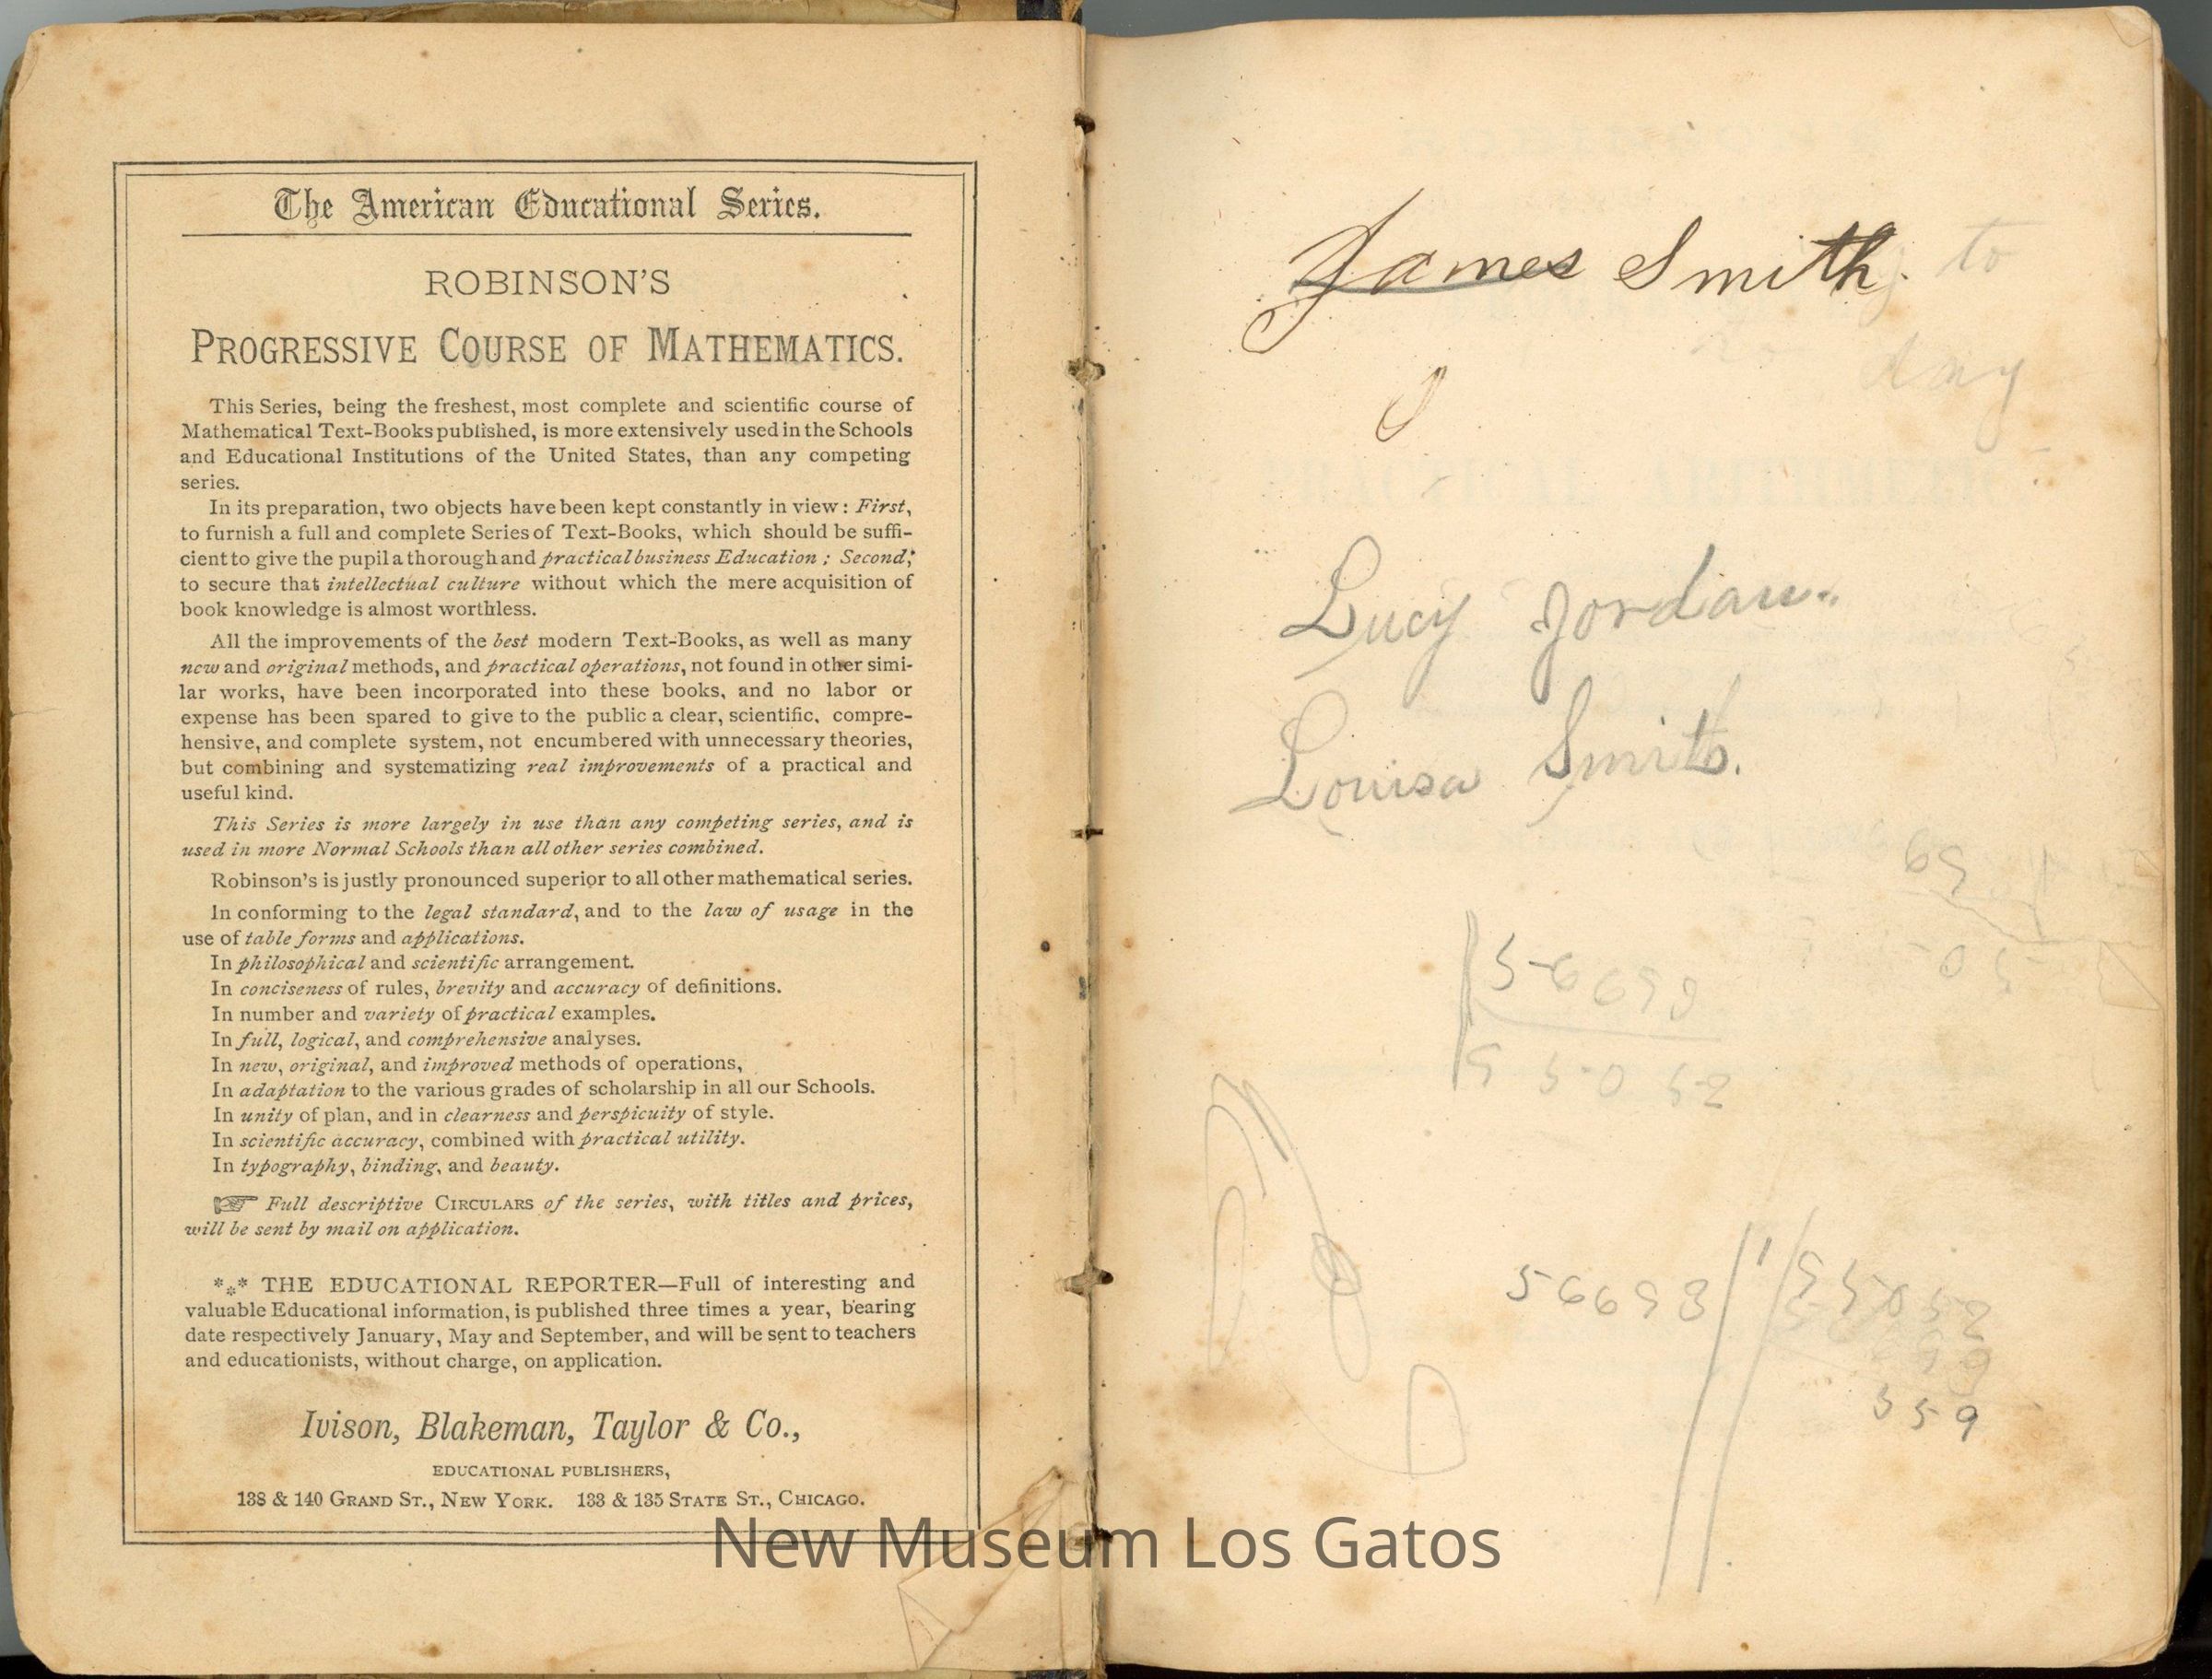 The American Educational Series.
ROBINSON'S
PROGRESSIVE COURSE OF MATHEMATICS.
This Series, being the freshest, most complete and scientific course of
Mathematical Text-Books published, is more extensively used in the Schools
and Educational Institutions of the United States, than any competing
series.
In its preparation, two objects have been kept constantly in view: First,
to furnish a full and complete Series of Text-Books, which should be suffi-
cient to give the pupil a thorough and practical business Education; Second,
to secure that intellectual culture without which the mere acquisition of
book knowledge is almost worthless.
All the improvements of the best modern Text-Books, as well as many
new and original methods, and practical operations, not found in other simi-
lar works, have been incorporated into these books, and no labor or
expense has been spared to give to the public a clear, scientific, compre-
hensive, and complete system, not encumbered with unnecessary theories,
but combining and systematizing real improvements of a practical and
useful kind.
This Series is more largely in use than any competing series, and is
used in more Normal Schools than all other series combined.
Robinson's is justly pronounced superior to all other mathematical series.
In conforming to the legal standard, and to the law of usage in the
use of table forms and applications.
In philosophical and scientific arrangement.
In conciseness of rules, brevity and accuracy of definitions.
In number and variety of practical examples.
In full, logical, and comprehensive analyses.
In new, original, and improved methods of operations,
In adaptation to the various grades of scholarship in all our Schools.
In unity of plan, and in clearness and perspicuity of style.
In scientific accuracy, combined with practical utility.
In typography, binding, and beauty.
☞ Full descriptive CIRCULARS of the series, with titles and prices,
will be sent by mail on application.
*** THE EDUCATIONAL REPORTER—Full of interesting and
valuable Educational information, is published three times a year, bearing
date respectively January, May and September, and will be sent to teachers
and educationists, without charge, on application.
Ivison, Blakeman, Taylor & Co.,
EDUCATIONAL PUBLISHERS,
138 & 140 GRAND ST., NEW YORK. 133 & 135 STATE ST., CHICAGO.
James Smith. to
day
Lucy Jordan.
Louisa Smith.
69
56698
55052
56698 55052
359
New Museum Los Gatos